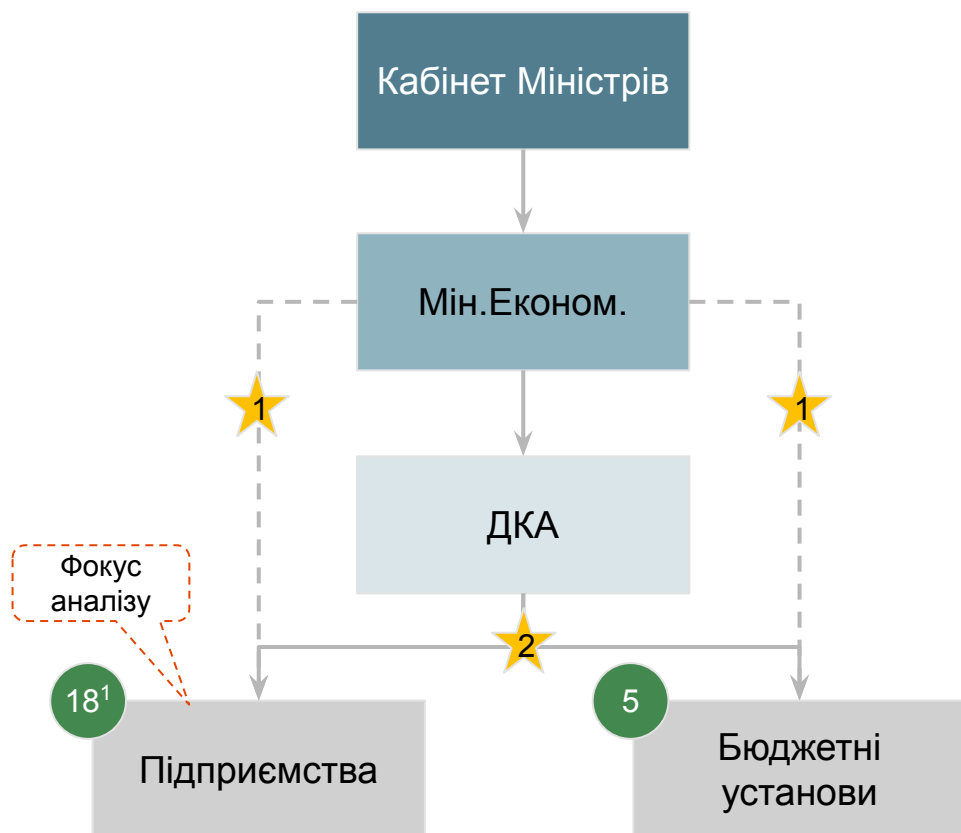 Кабінет Міністрів
Мін.Економ.
1
1
ДКА
Фокус
аналізу
2
18¹
5
Підприємства
Бюджетні
установи